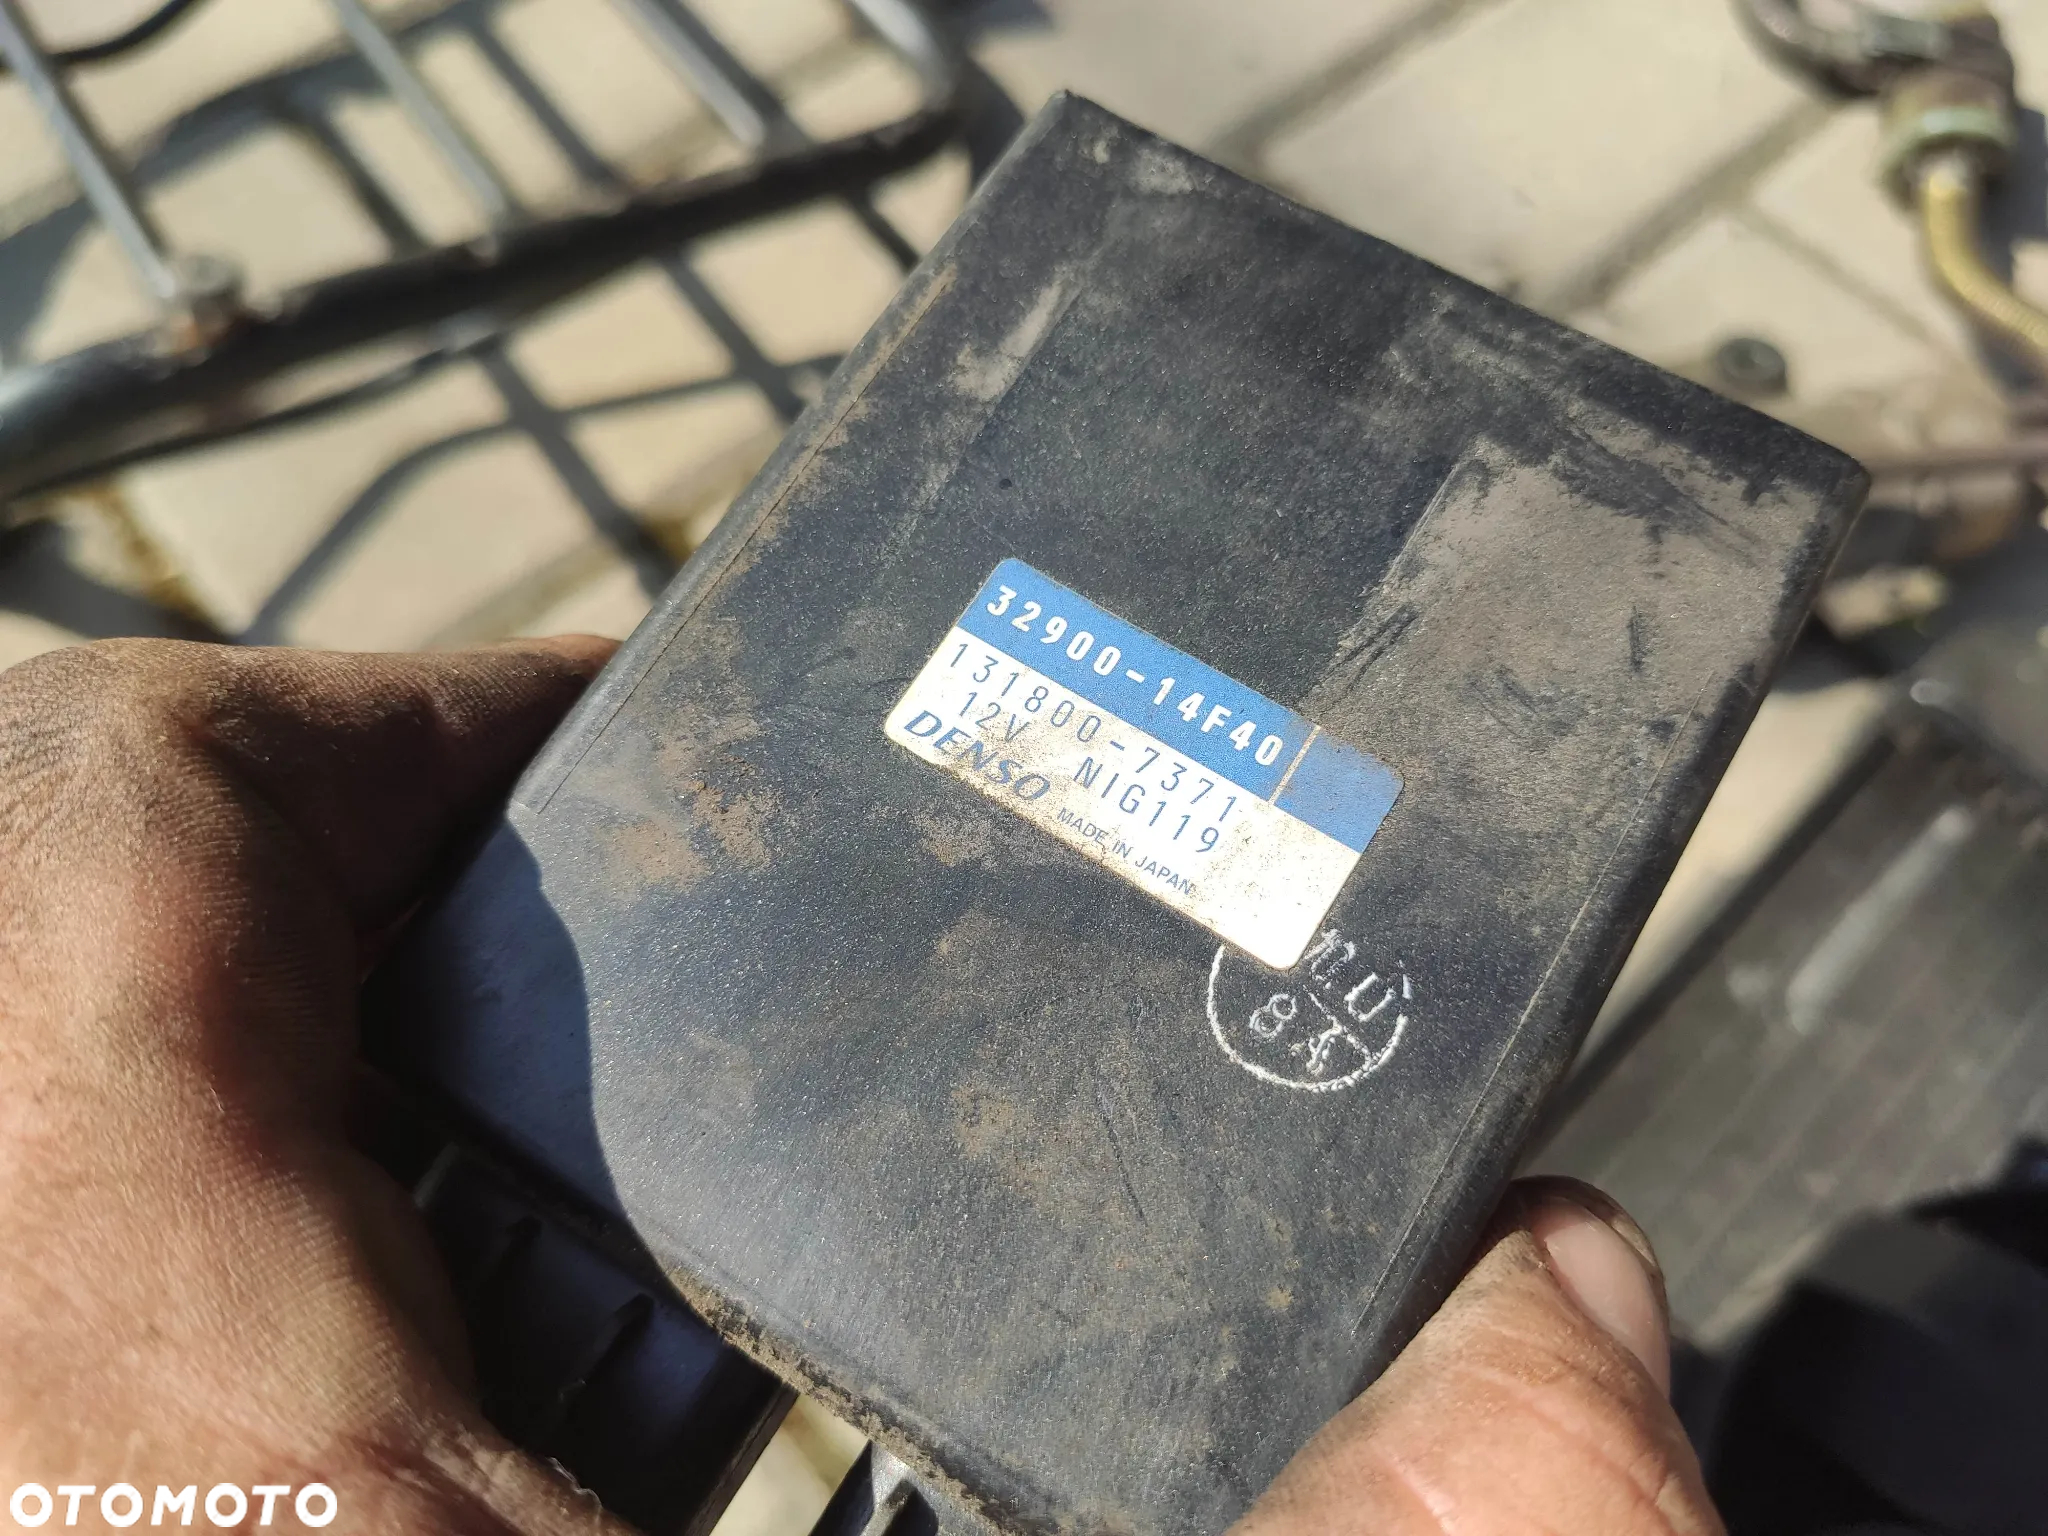 32900-14F40
131800-7371
12V NIG119
DENSO MADE IN JAPAN
OTOMOTO